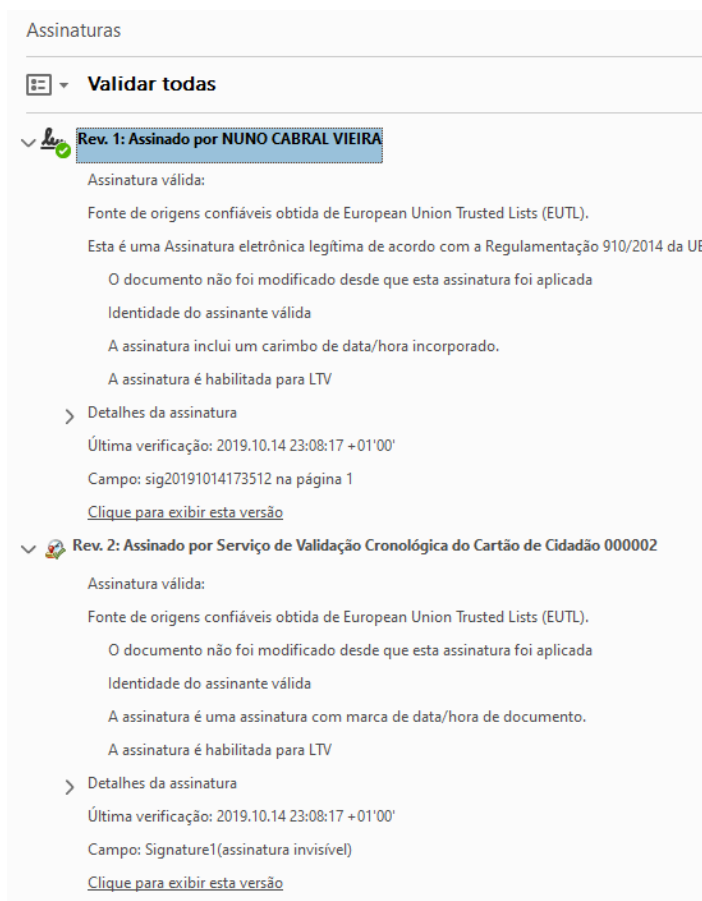 Assinaturas
Validar todas
Rev. 1: Assinado por NUNO CABRAL VIEIRA
Assinatura válida:
Fonte de origens confiáveis obtida de European Union Trusted Lists (EUTL).
Esta é uma Assinatura eletrônica legítima de acordo com a Regulamentação 910/2014 da UE
O documento não foi modificado desde que esta assinatura foi aplicada
Identidade do assinante válida
A assinatura inclui um carimbo de data/hora incorporado.
A assinatura é habilitada para LTV
Detalhes da assinatura
Última verificação: 2019.10.14 23:08:17 +01'00'
Campo: sig20191014173512 na página 1
Clique para exibir esta versão
Rev. 2: Assinado por Serviço de Validação Cronológica do Cartão de Cidadão 000002
Assinatura válida:
Fonte de origens confiáveis obtida de European Union Trusted Lists (EUTL).
O documento não foi modificado desde que esta assinatura foi aplicada
Identidade do assinante válida
A assinatura é uma assinatura com marca de data/hora de documento.
A assinatura é habilitada para LTV
Detalhes da assinatura
Última verificação: 2019.10.14 23:08:17 +01'00'
Campo: Signature1(assinatura invisível)
Clique para exibir esta versão